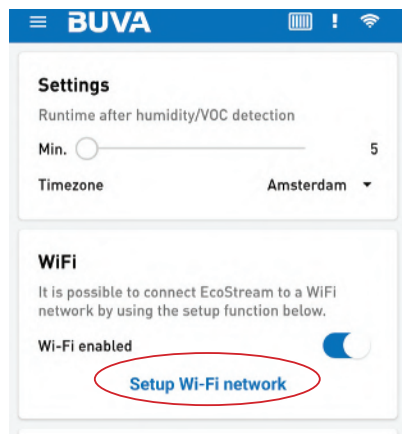 BUVA
Settings
Runtime after humidity/VOC detection
Min. 5
Timezone Amsterdam
WiFi
It is possible to connect EcoStream to a WiFi
network by using the setup function below.
Wi-Fi enabled
Setup Wi-Fi network